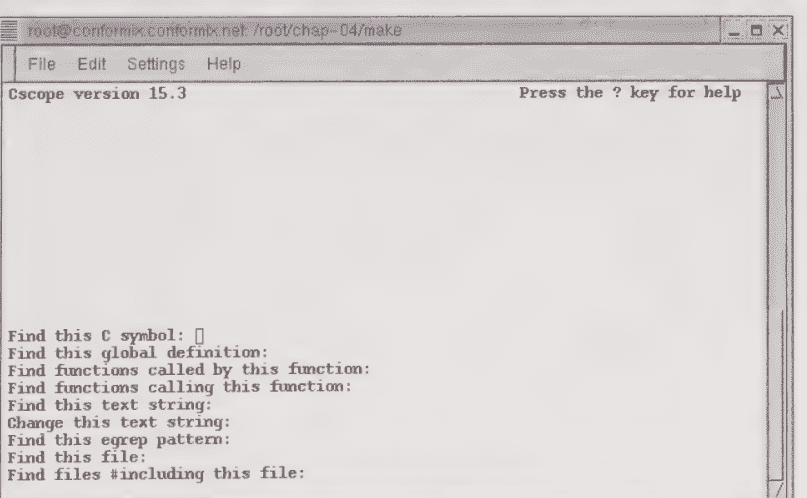 root@conformix.conformix.net: /root/chap-04/make
File Edit Settings Help
Cscope version 15.3 Press the ? key for help
Find this C symbol:
Find this global definition:
Find functions called by this function:
Find functions calling this function:
Find this text string:
Change this text string:
Find this egrep pattern:
Find this file:
Find files #including this file: